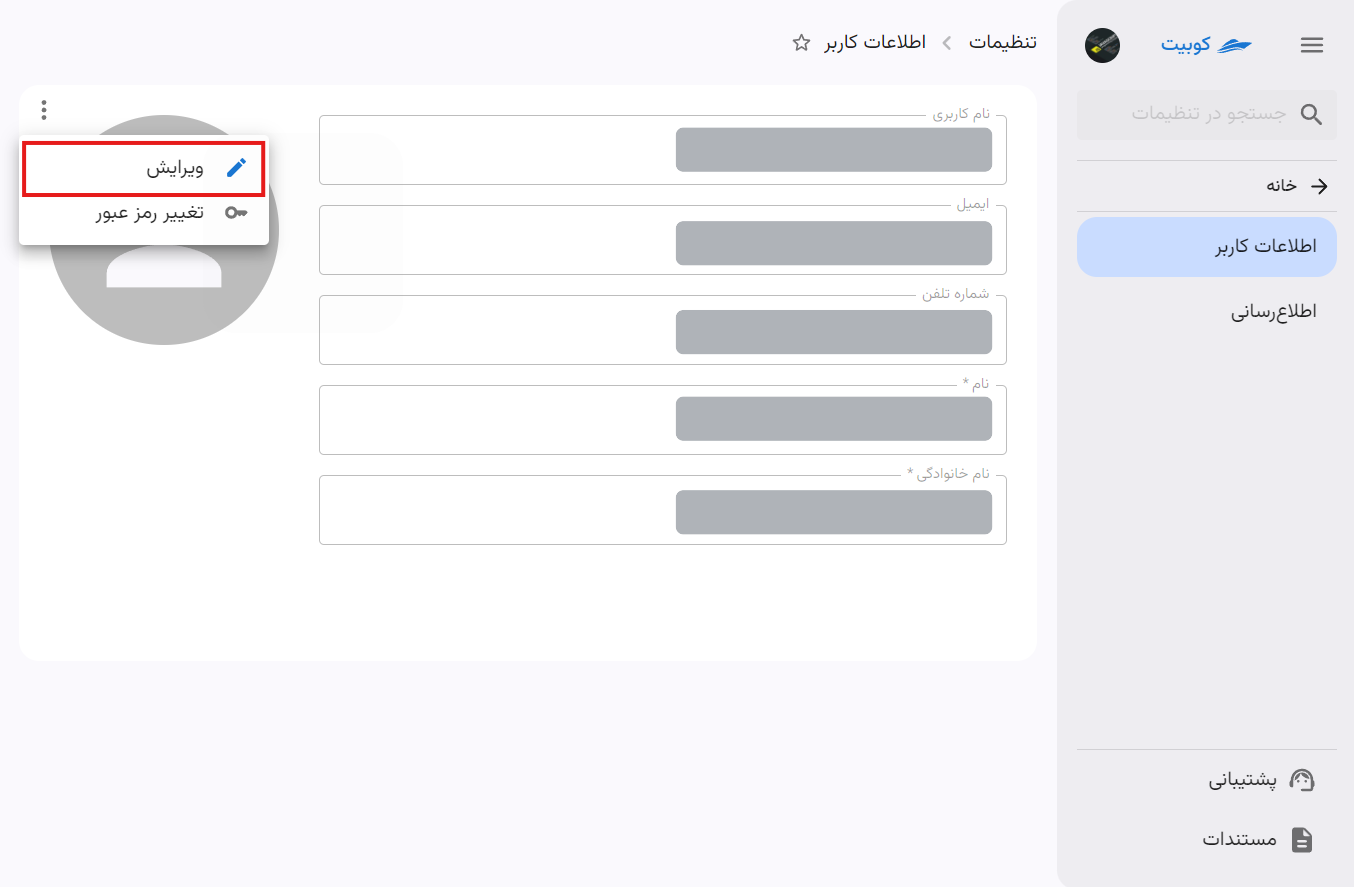 کوبیت
جستجو در تنظیمات
خانه
اطلاعات کاربر
اطلاع‌رسانی
پشتیبانی
مستندات
تنظیمات
اطلاعات کاربر
نام کاربری
ایمیل
شماره تلفن
نام *
نام خانوادگی *
ویرایش
تغییر رمز عبور